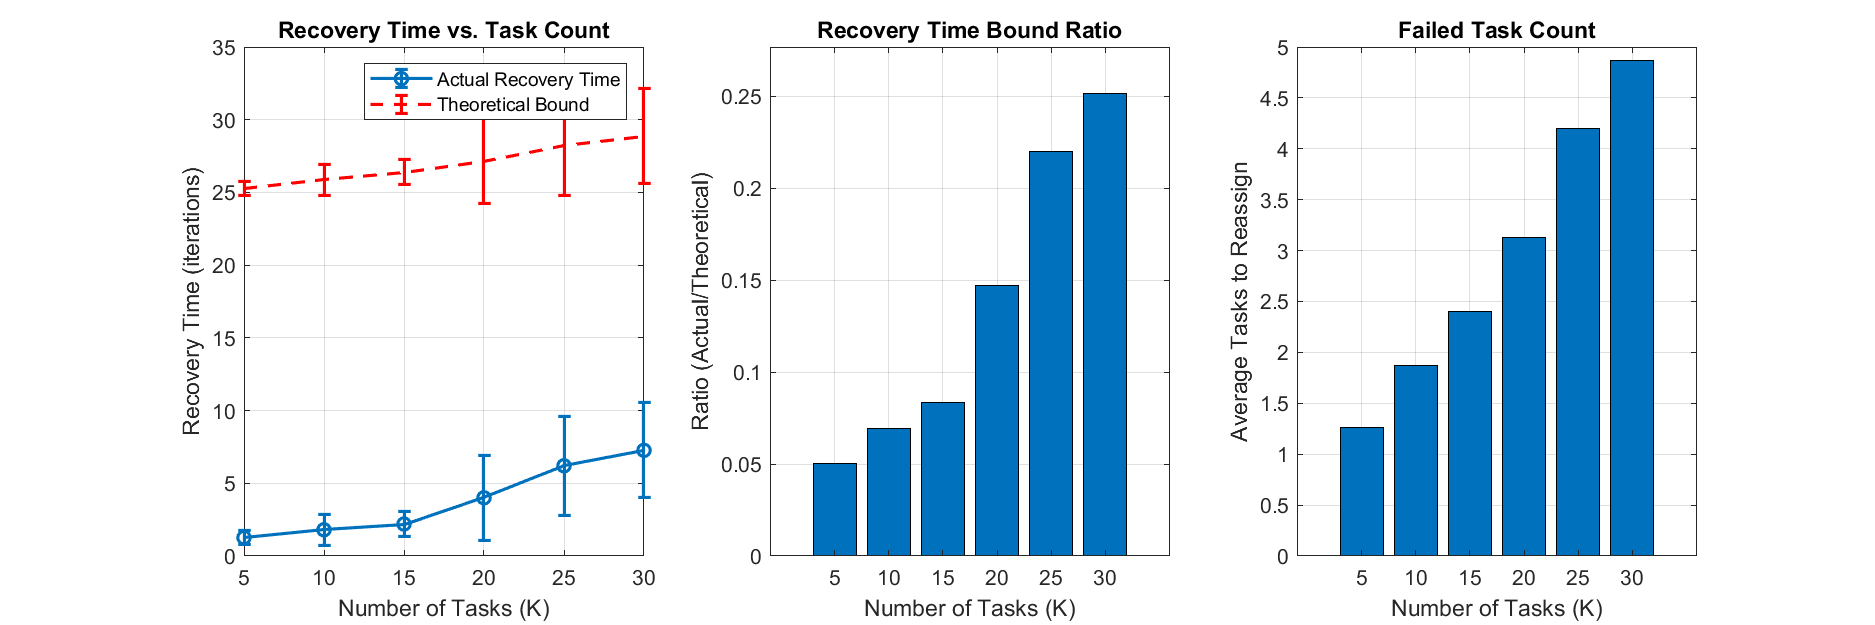 Recovery Time vs. Task Count
Actual Recovery Time
Theoretical Bound
35
30
25
20
15
10
5
0
5 10 15 20 25 30
Recovery Time (iterations)
Number of Tasks (K)
Recovery Time Bound Ratio
0.25
0.2
0.15
0.1
0.05
0
5 10 15 20 25 30
Ratio (Actual/Theoretical)
Number of Tasks (K)
Failed Task Count
5
4.5
4
3.5
3
2.5
2
1.5
1
0.5
0
5 10 15 20 25 30
Average Tasks to Reassign
Number of Tasks (K)